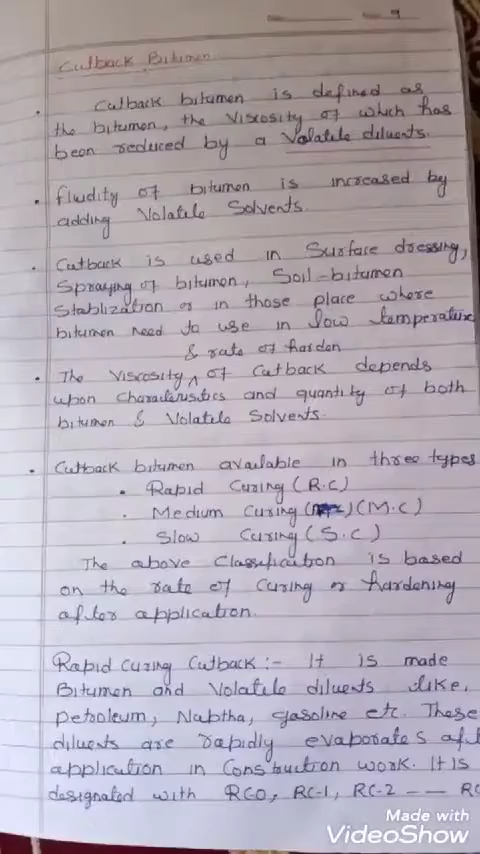 9
Cutback Bitumen
• Cutback bitumen is defined as
the bitumen, the viscosity of which has
been reduced by a Volatile diluents.
• fluidity of bitumen is increased by
adding Volatile Solvents.
• Cutback is used in Surface dressing,
Spraying of bitumen, Soil-bitumen
Stablization or in those place where
bitumen need to use in low temperature
& rate of harden
• The Viscosity ^ of Cutback depends
upon characteristics and quantity of both
bitumen & Volatile Solvents.
• Cutback bitumen available in three types
• Rapid Curing (R.C)
• Medium Curing (M.C)
• Slow Curing (S.C)
The above Classification is based
on the rate of Curing or hardening
after application.
Rapid Curing Cutback :- It is made
Bitumen and Volatile diluents like,
petroleum, Naptha, gasoline etc. These
diluents are rapidly evaporates aft
application in Construction work. It is
designated with RC0, RC-1, RC-2 -- RC
Made with
VideoShow